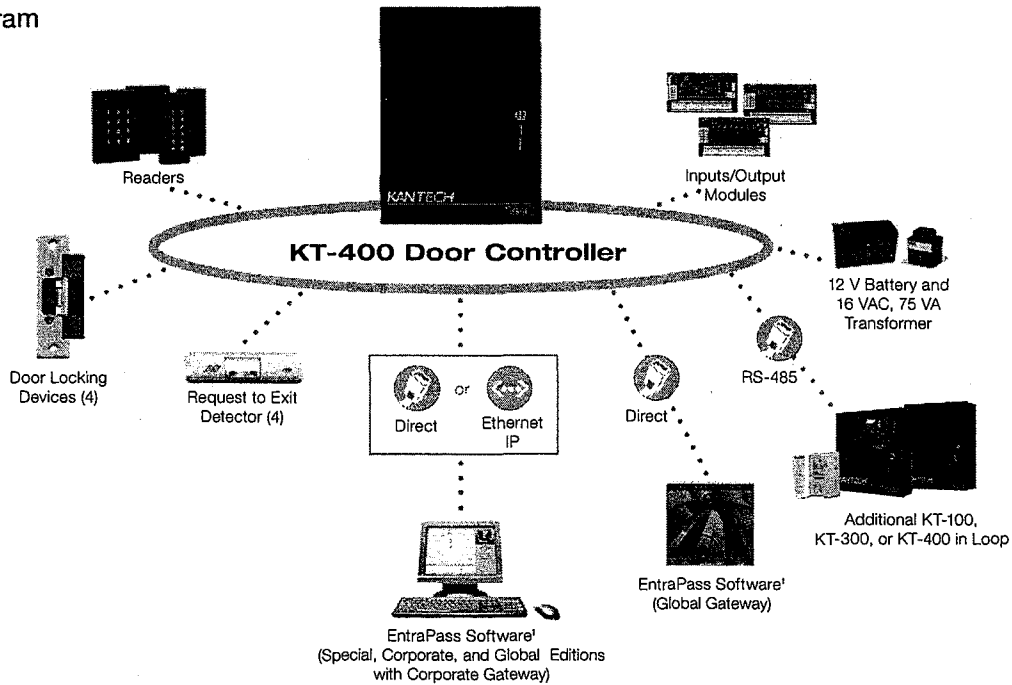 ram
Readers
Inputs/Output
Modules
KANTECH
KT-400 Door Controller
12 V Battery and
16 VAC, 75 VA
Transformer
Door Locking
Devices (4)
Request to Exit
Detector (4)
Direct
or
Ethernet
IP
Direct
RS-485
Additional KT-100,
KT-300, or KT-400 in Loop
EntraPass Software¹
(Global Gateway)
EntraPass Software¹
(Special, Corporate, and Global Editions
with Corporate Gateway)